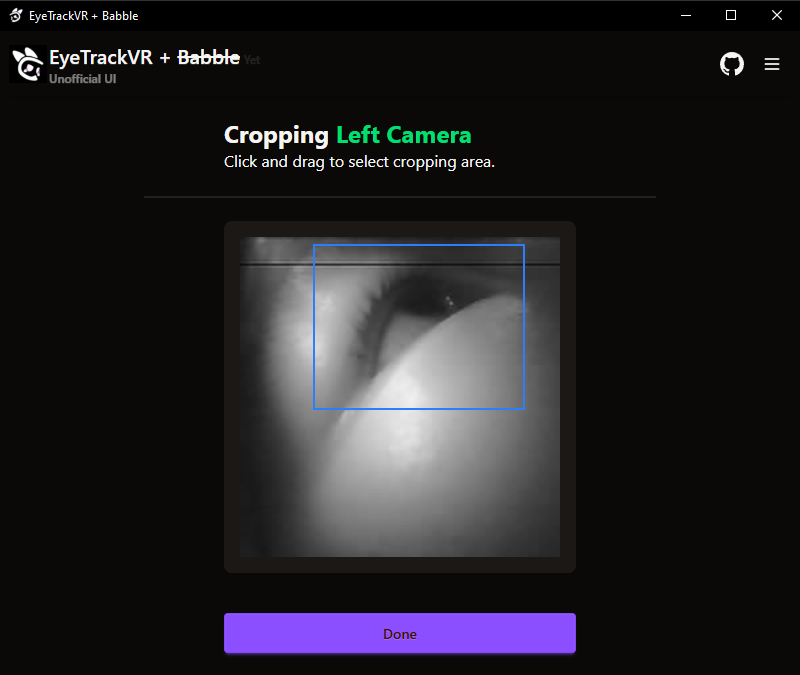 EyeTrackVR + Babble
EyeTrackVR + Babble Yet
Unofficial UI
Cropping Left Camera
Click and drag to select cropping area.
Done